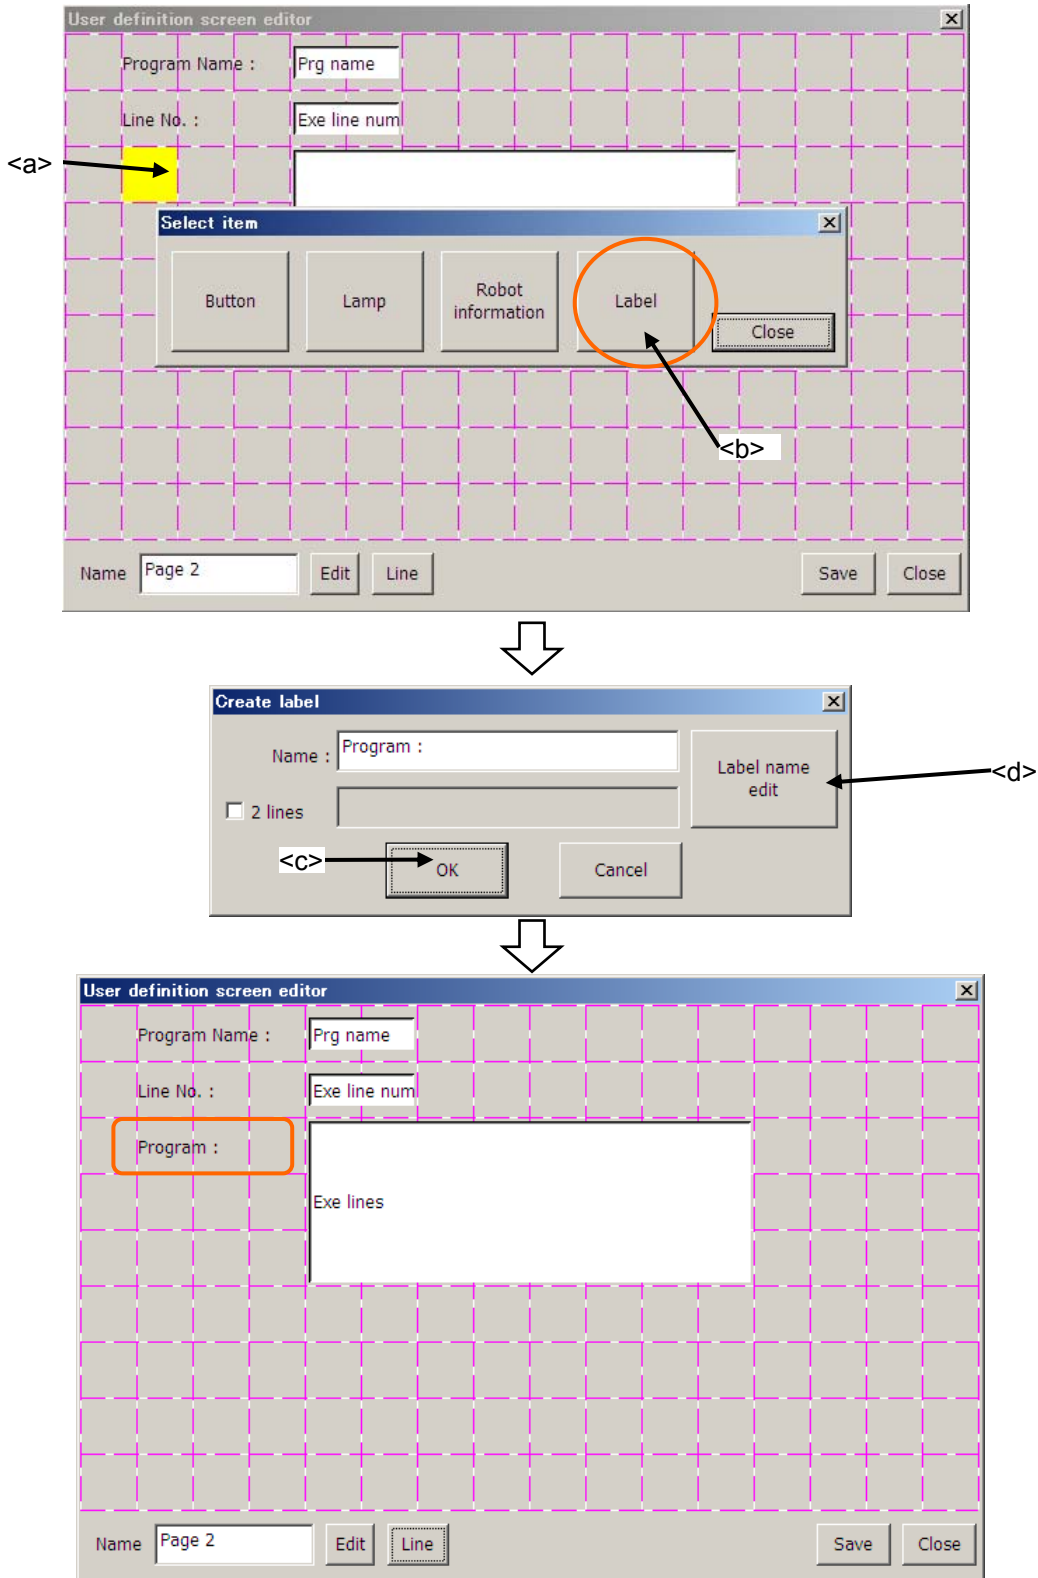 User definition screen editor
Program Name :
Prg name
Line No. :
Exe line num
<a>
Select item
Button
Lamp
Robot
information
Label
Close
<b>
Name
Page 2
Edit
Line
Save
Close
Create label
Name :
Program :
Label name
edit
<d>
2 lines
<c>
OK
Cancel
User definition screen editor
Program Name :
Prg name
Line No. :
Exe line num
Program :
Exe lines
Name
Page 2
Edit
Line
Save
Close